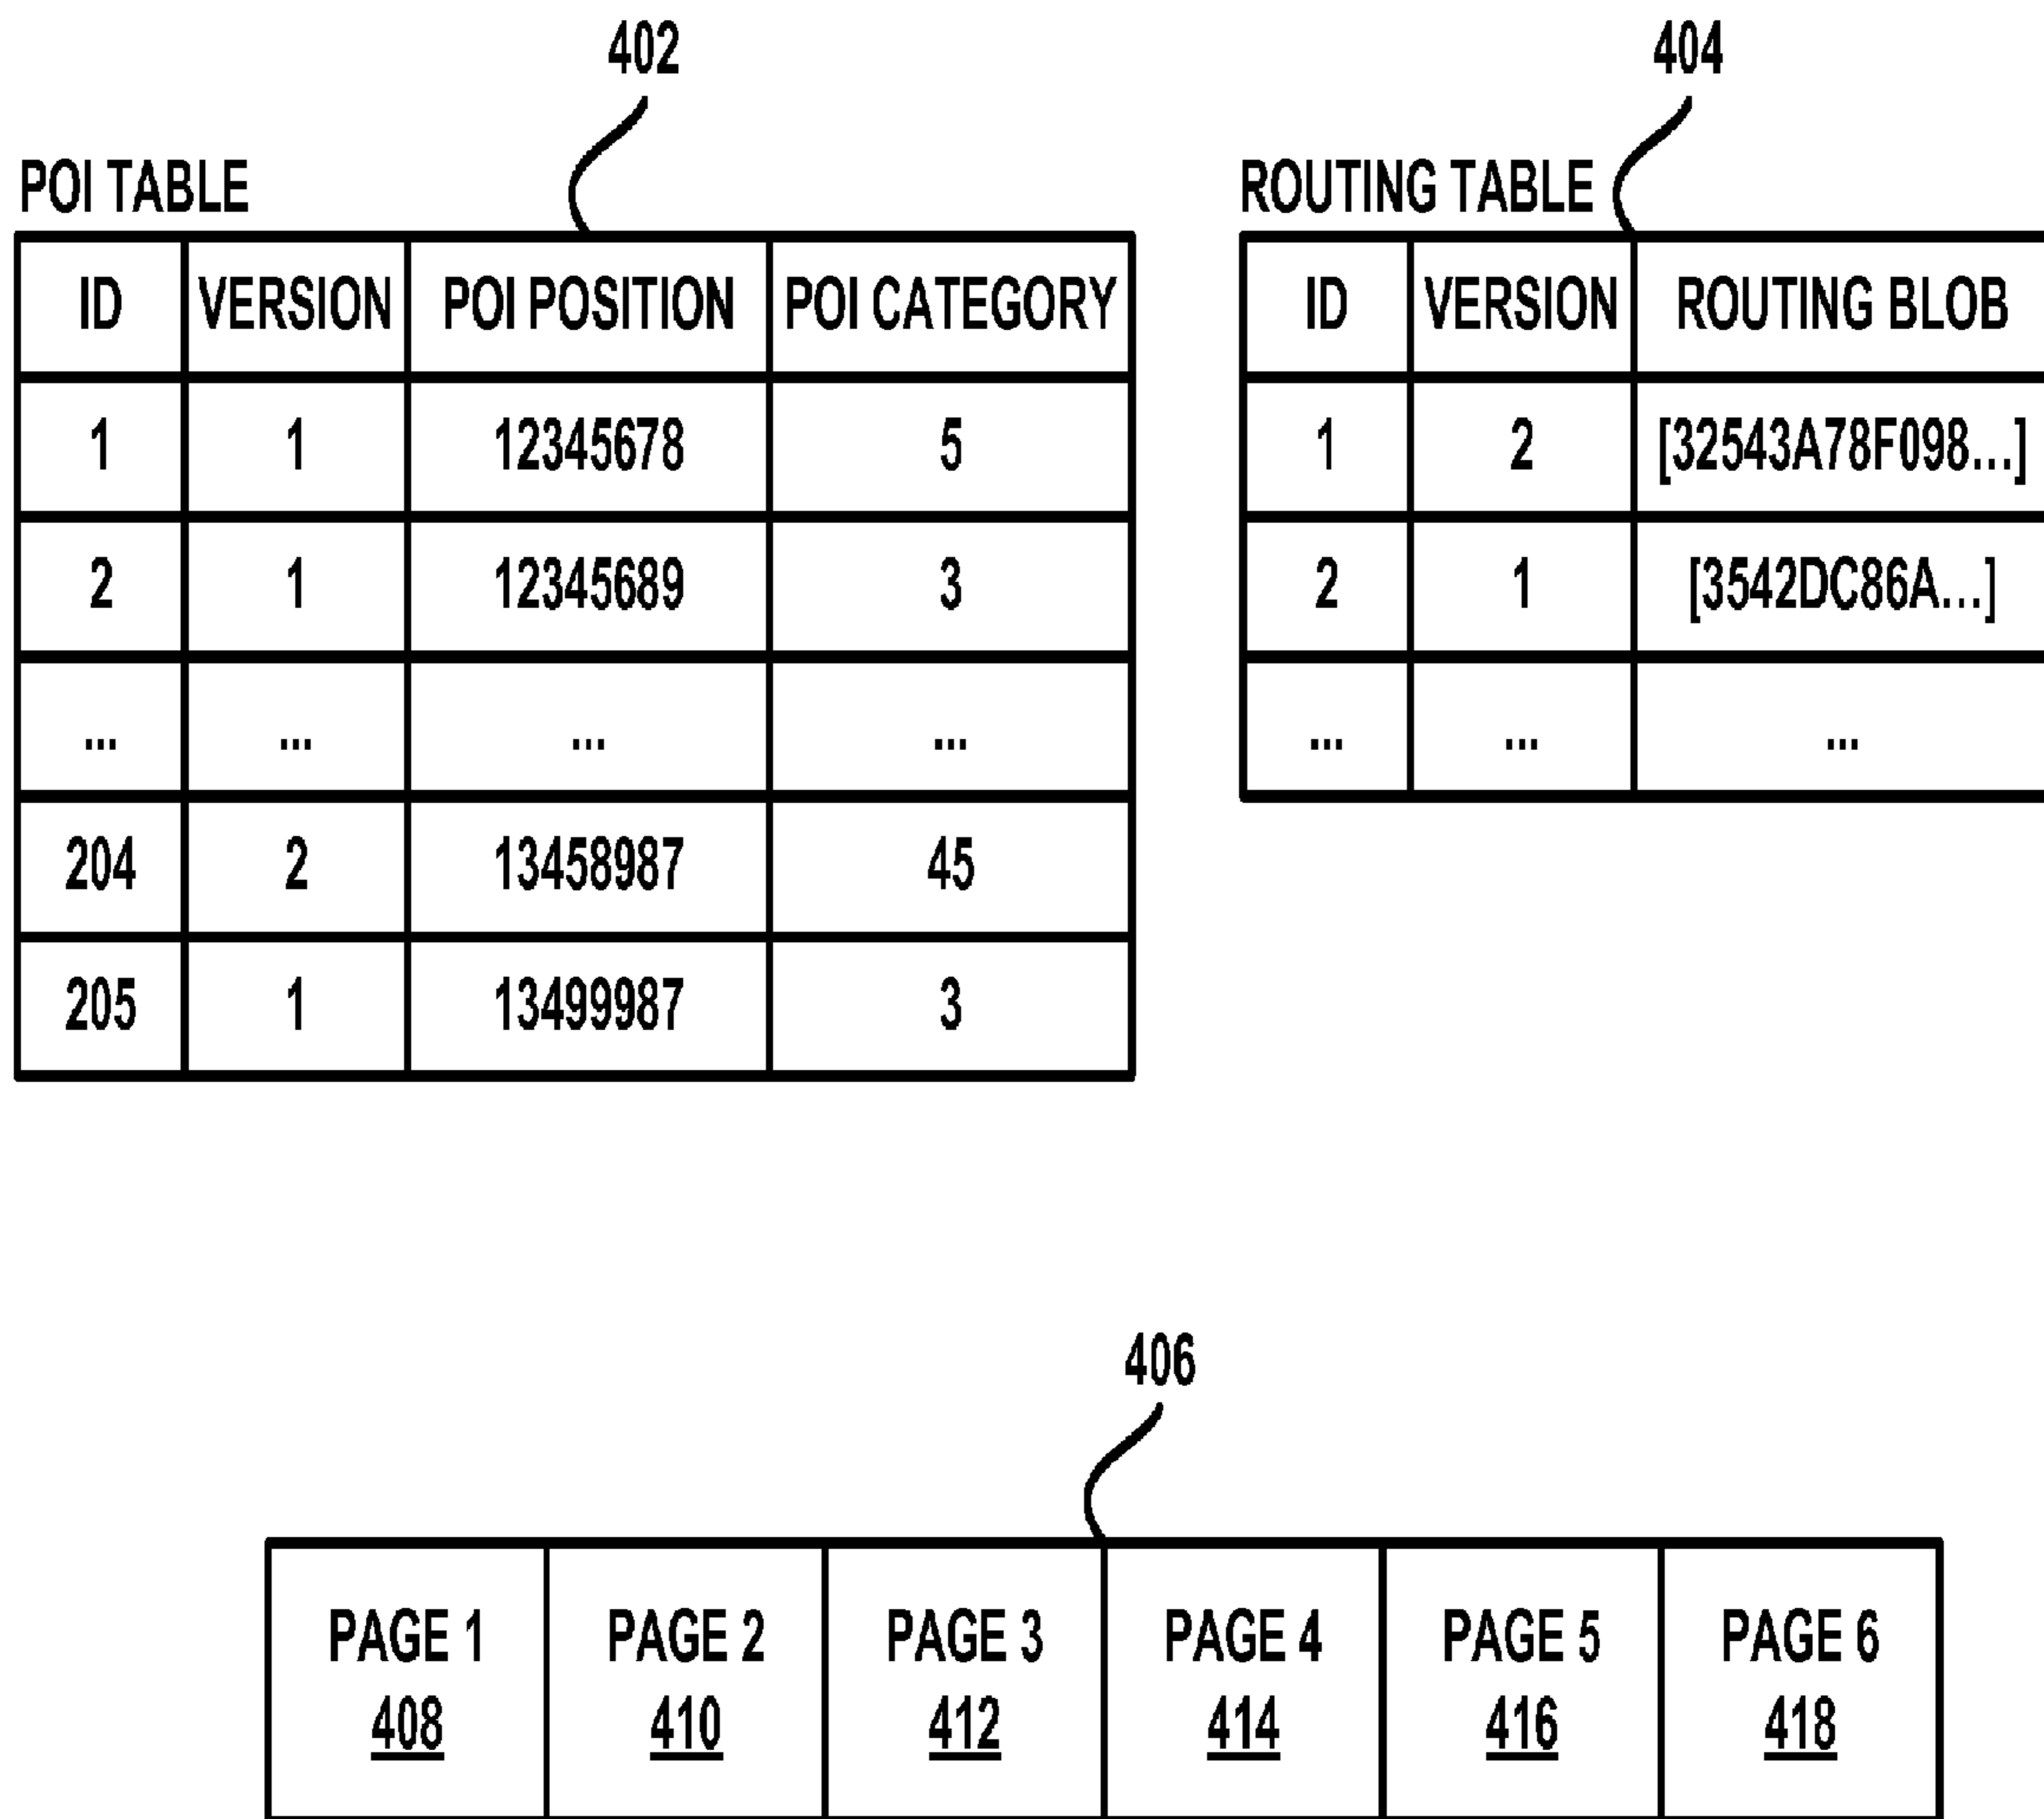 402
404
POI TABLE
ROUTING TABLE
ID VERSION POI POSITION POI CATEGORY
1 1 12345678 5
2 1 12345689 3
... ... ... ...
204 2 13458987 45
205 1 13499987 3
ID VERSION ROUTING BLOB
1 2 [32543A78F098...]
2 1 [3542DC86A...]
... ... ...
406
PAGE 1 PAGE 2 PAGE 3 PAGE 4 PAGE 5 PAGE 6
408 410 412 414 416 418